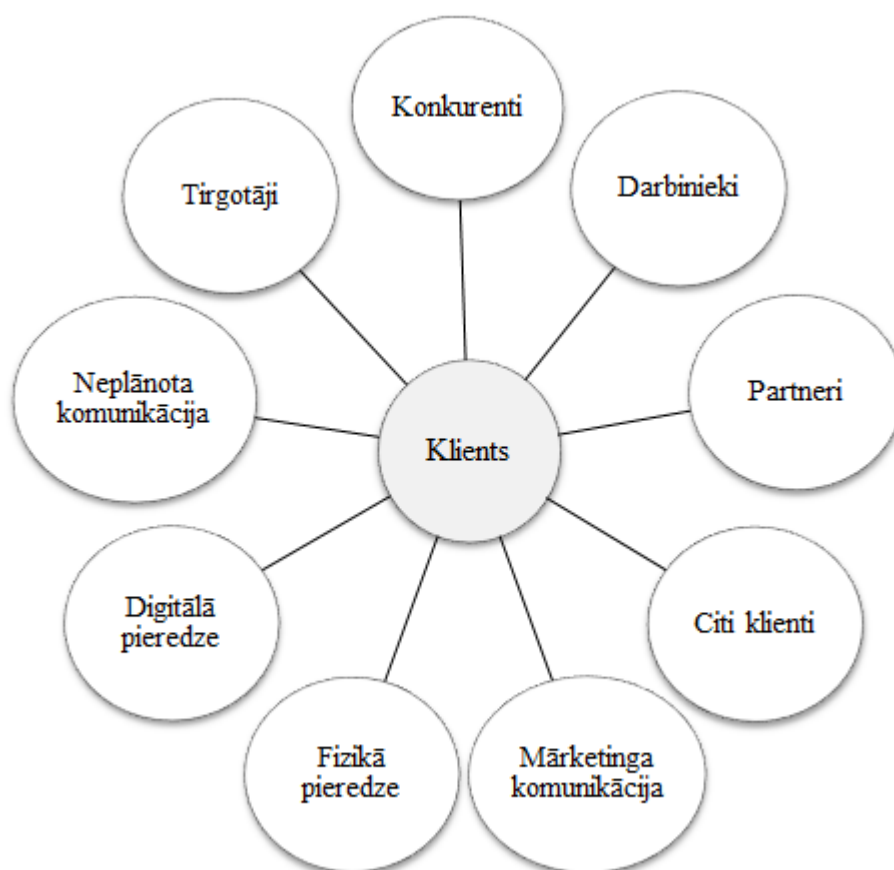 Konkurenti
Darbinieki
Tirgotāji
Partneri
Neplānota
komunikācija
Klients
Citi klienti
Digitālā
pieredze
Fizikā
pieredze
Mārketinga
komunikācija